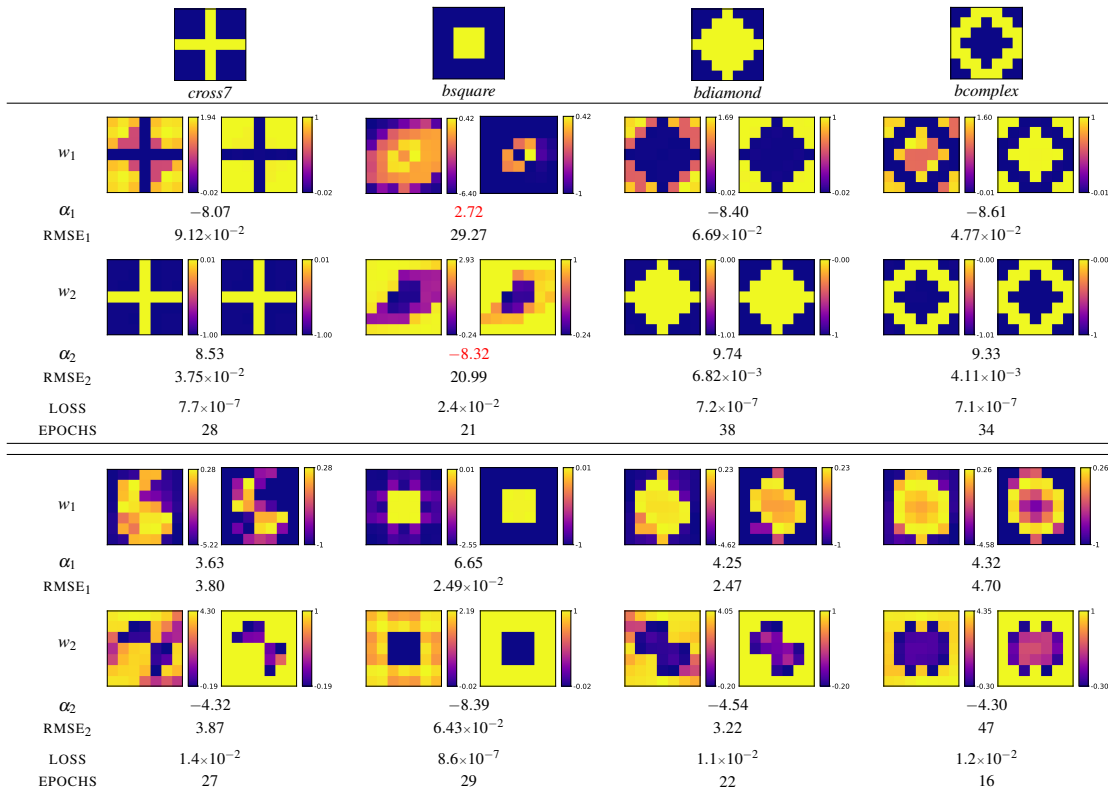 cross7 bsquare bdiamond bcomplex
1.94 1 0.42 0.42 1.69 1 1.60 1
w₁
-0.02 -0.02 -6.40 -1 -0.02 -0.02 -0.01 -0.01
α₁ −8.07 2.72 −8.40 −8.61
RMSE₁ 9.12×10⁻² 29.27 6.69×10⁻² 4.77×10⁻²
0.01 0.01 2.93 1 -0.00 -0.00 -0.00 -0.00
w₂
-1.00 -1.00 -0.24 -0.24 -1.01 -1.01 -1.01 -1.01
α₂ 8.53 −8.32 9.74 9.33
RMSE₂ 3.75×10⁻² 20.99 6.82×10⁻³ 4.11×10⁻³
LOSS 7.7×10⁻⁷ 2.4×10⁻² 7.2×10⁻⁷ 7.1×10⁻⁷
EPOCHS 28 21 38 34
0.28 0.28 0.01 0.01 0.23 0.23 0.26 0.26
w₁
-5.22 -1 -2.55 -1 -4.62 -1 -4.58 -1
α₁ 3.63 6.65 4.25 4.32
RMSE₁ 3.80 2.49×10⁻² 2.47 4.70
4.30 1 2.19 1 4.05 1 4.35 1
w₂
-0.19 -0.19 -0.02 -0.02 -0.20 -0.20 -0.30 -0.30
α₂ −4.32 −8.39 −4.54 −4.30
RMSE₂ 3.87 6.43×10⁻² 3.22 47
LOSS 1.4×10⁻² 8.6×10⁻⁷ 1.1×10⁻² 1.2×10⁻²
EPOCHS 27 29 22 16